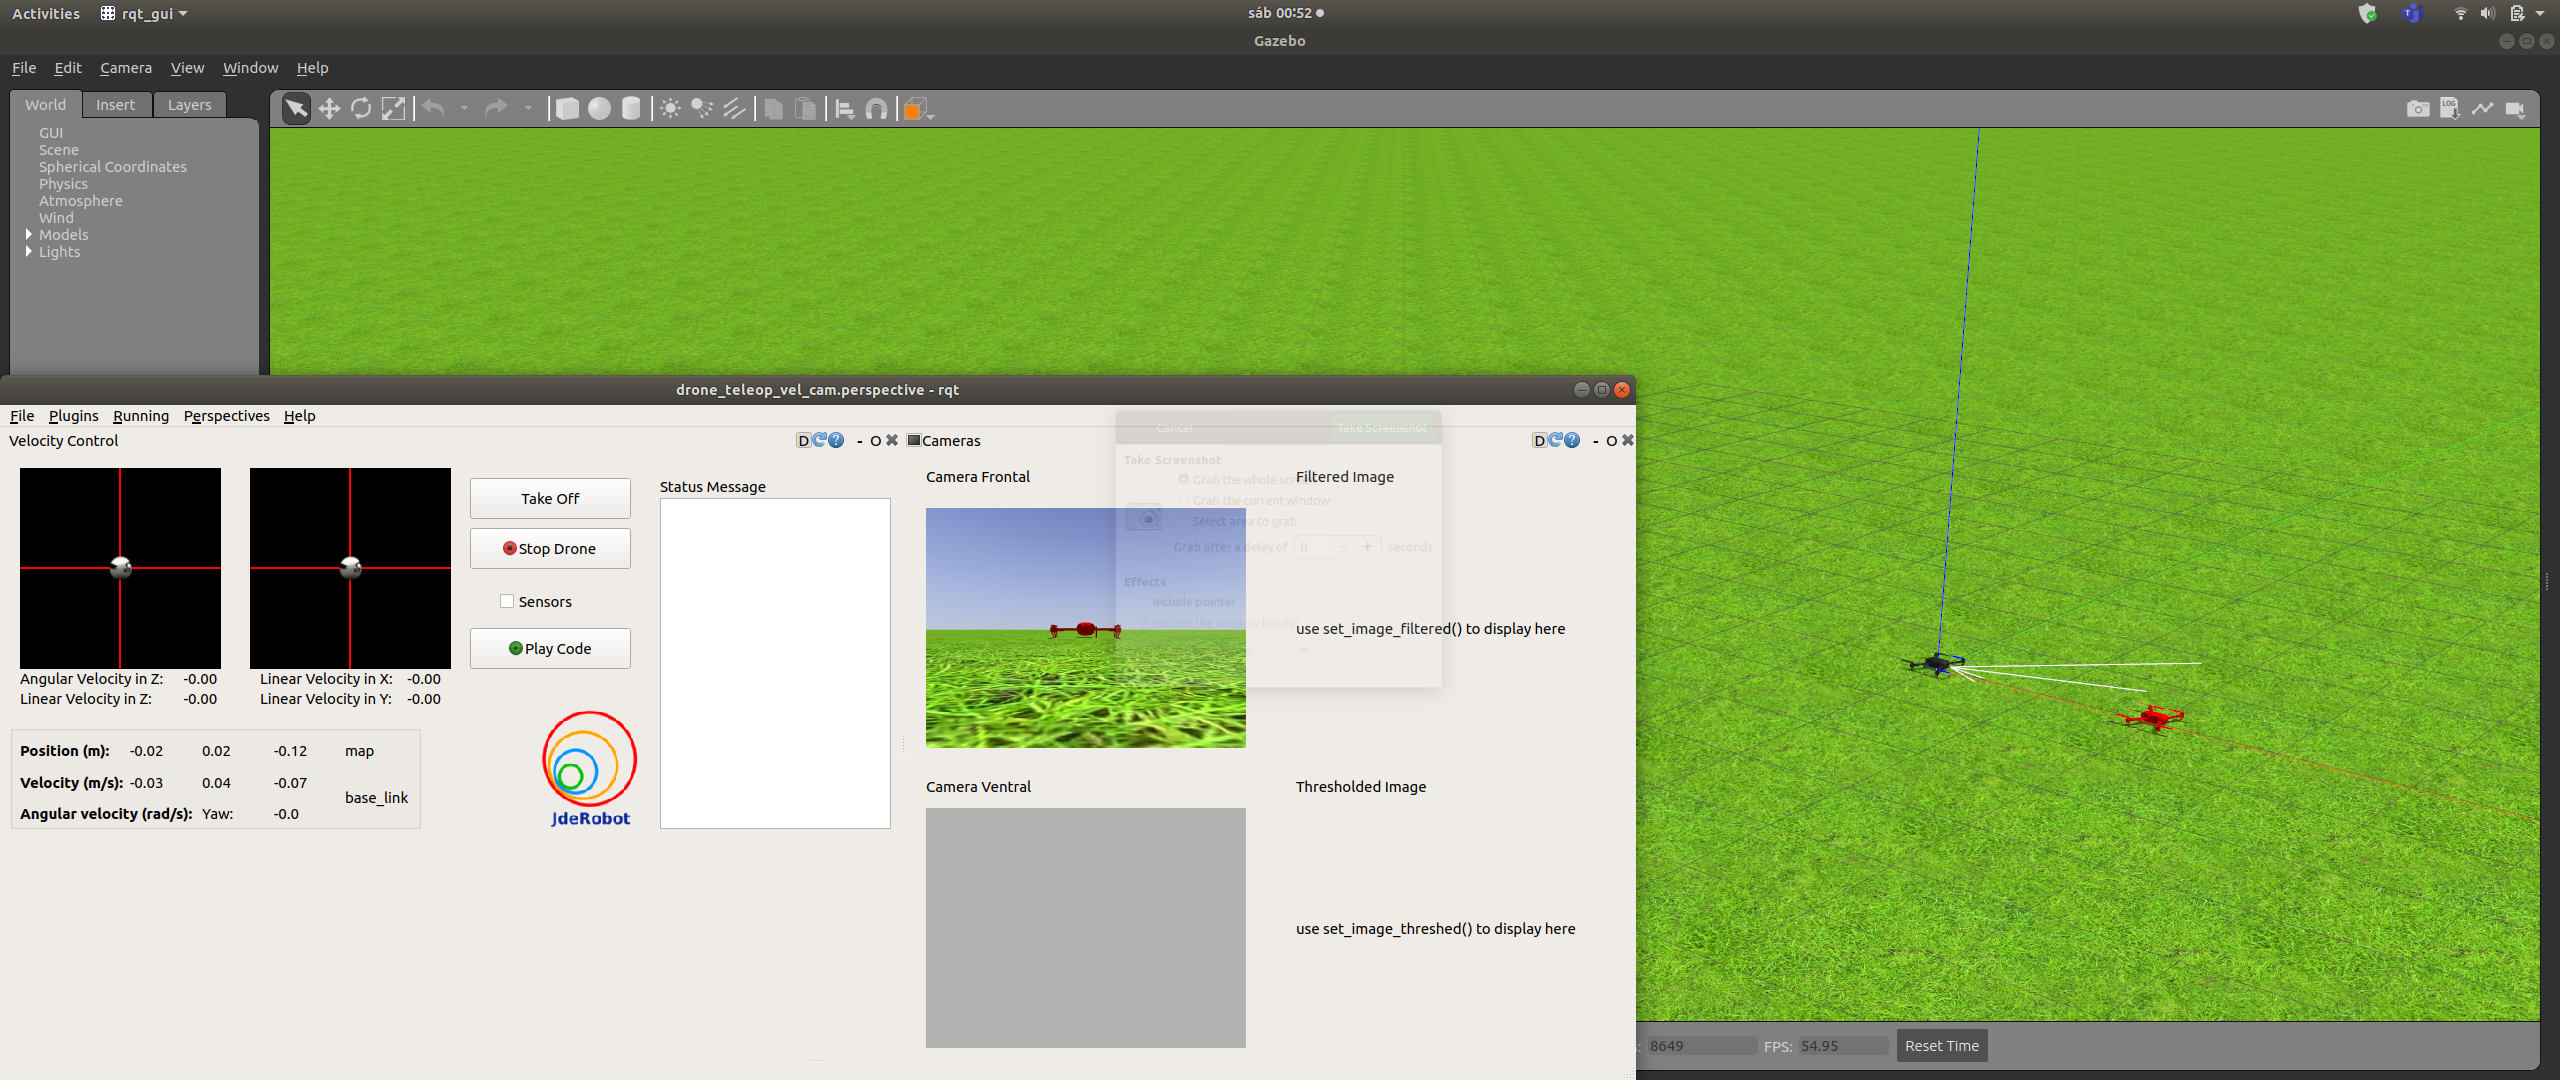 Activities rqt_gui sáb 00:52
Gazebo
File Edit Camera View Window Help
World Insert Layers
LOG
GUI
Scene
Spherical Coordinates
Physics
Atmosphere
Wind
Models
Lights
drone_teleop_vel_cam.perspective - rqt
File Plugins Running Perspectives Help
Cancel Take Screenshot
Velocity Control D ? - O Cameras D ? - O
Take Screenshot
Camera Frontal Filtered Image
Grab the whole scr
Status Message
Take Off
Grab the current window
Select area to grab
Stop Drone
Grab after a delay of 0 - + seconds
Effects
Sensors
Include pointer
Include the window border
use set_image_filtered() to display here
Play Code
Angular Velocity in Z: -0.00 Linear Velocity in X: -0.00
Linear Velocity in Z: -0.00 Linear Velocity in Y: -0.00
Position (m): -0.02 0.02 -0.12 map
Velocity (m/s): -0.03 0.04 -0.07
base_link
Angular velocity (rad/s): Yaw: -0.0
JdeRobot
Camera Ventral Thresholded Image
use set_image_threshed() to display here
8649 FPS: 54.95 Reset Time